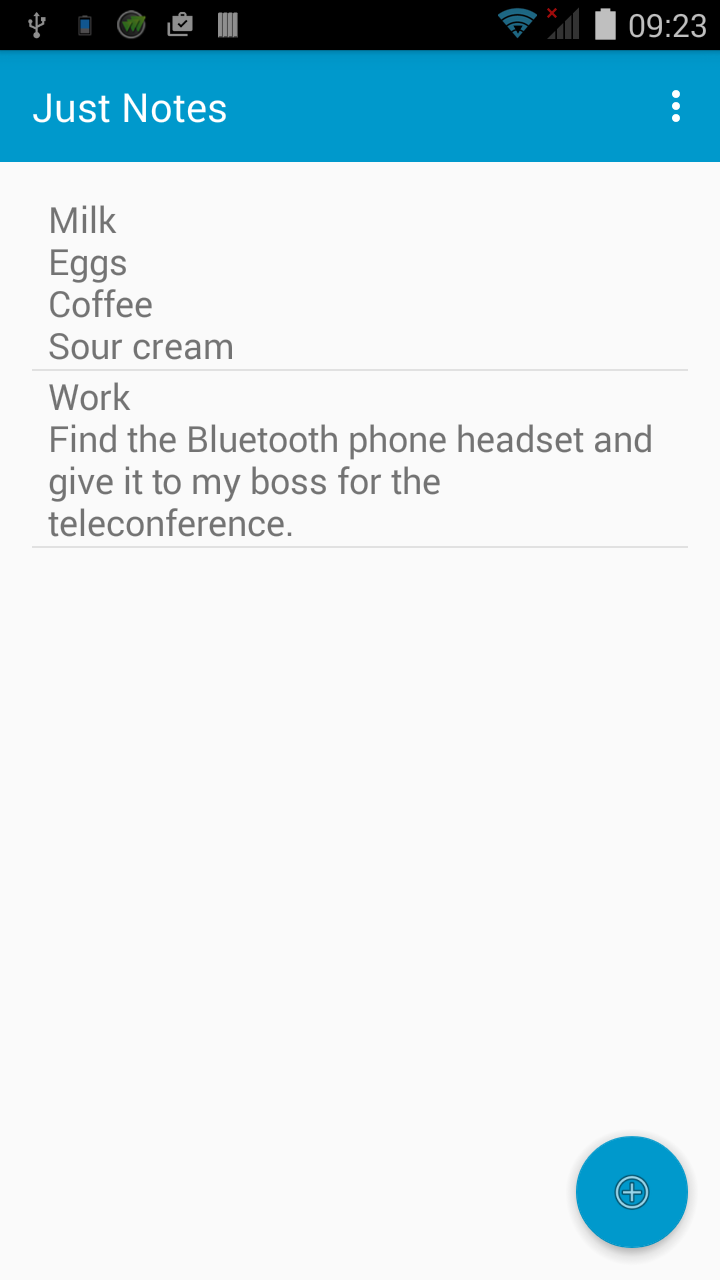 09:23
Just Notes
Milk
Eggs
Coffee
Sour cream
Work
Find the Bluetooth phone headset and
give it to my boss for the
teleconference.